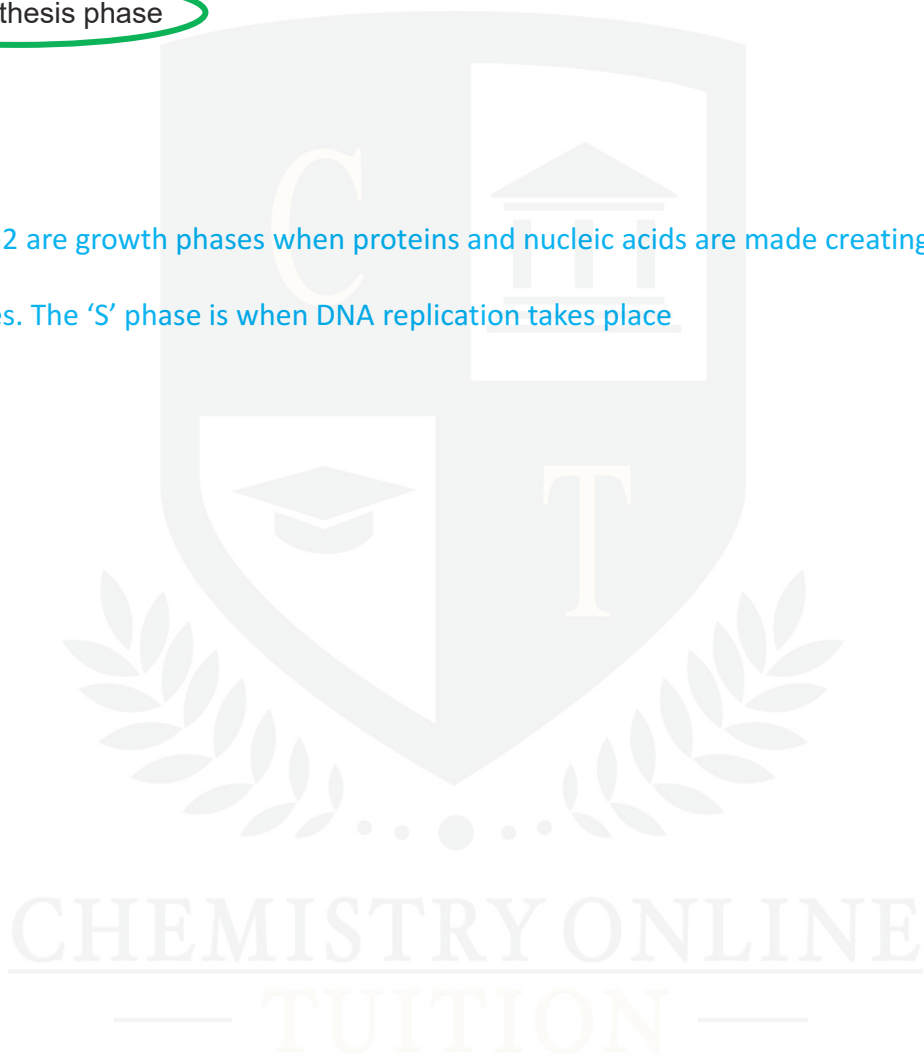 thesis phase
2 are growth phases when proteins and nucleic acids are made creating
s. The ‘S’ phase is when DNA replication takes place
C
T
CHEMISTRY ONLINE
TUITION